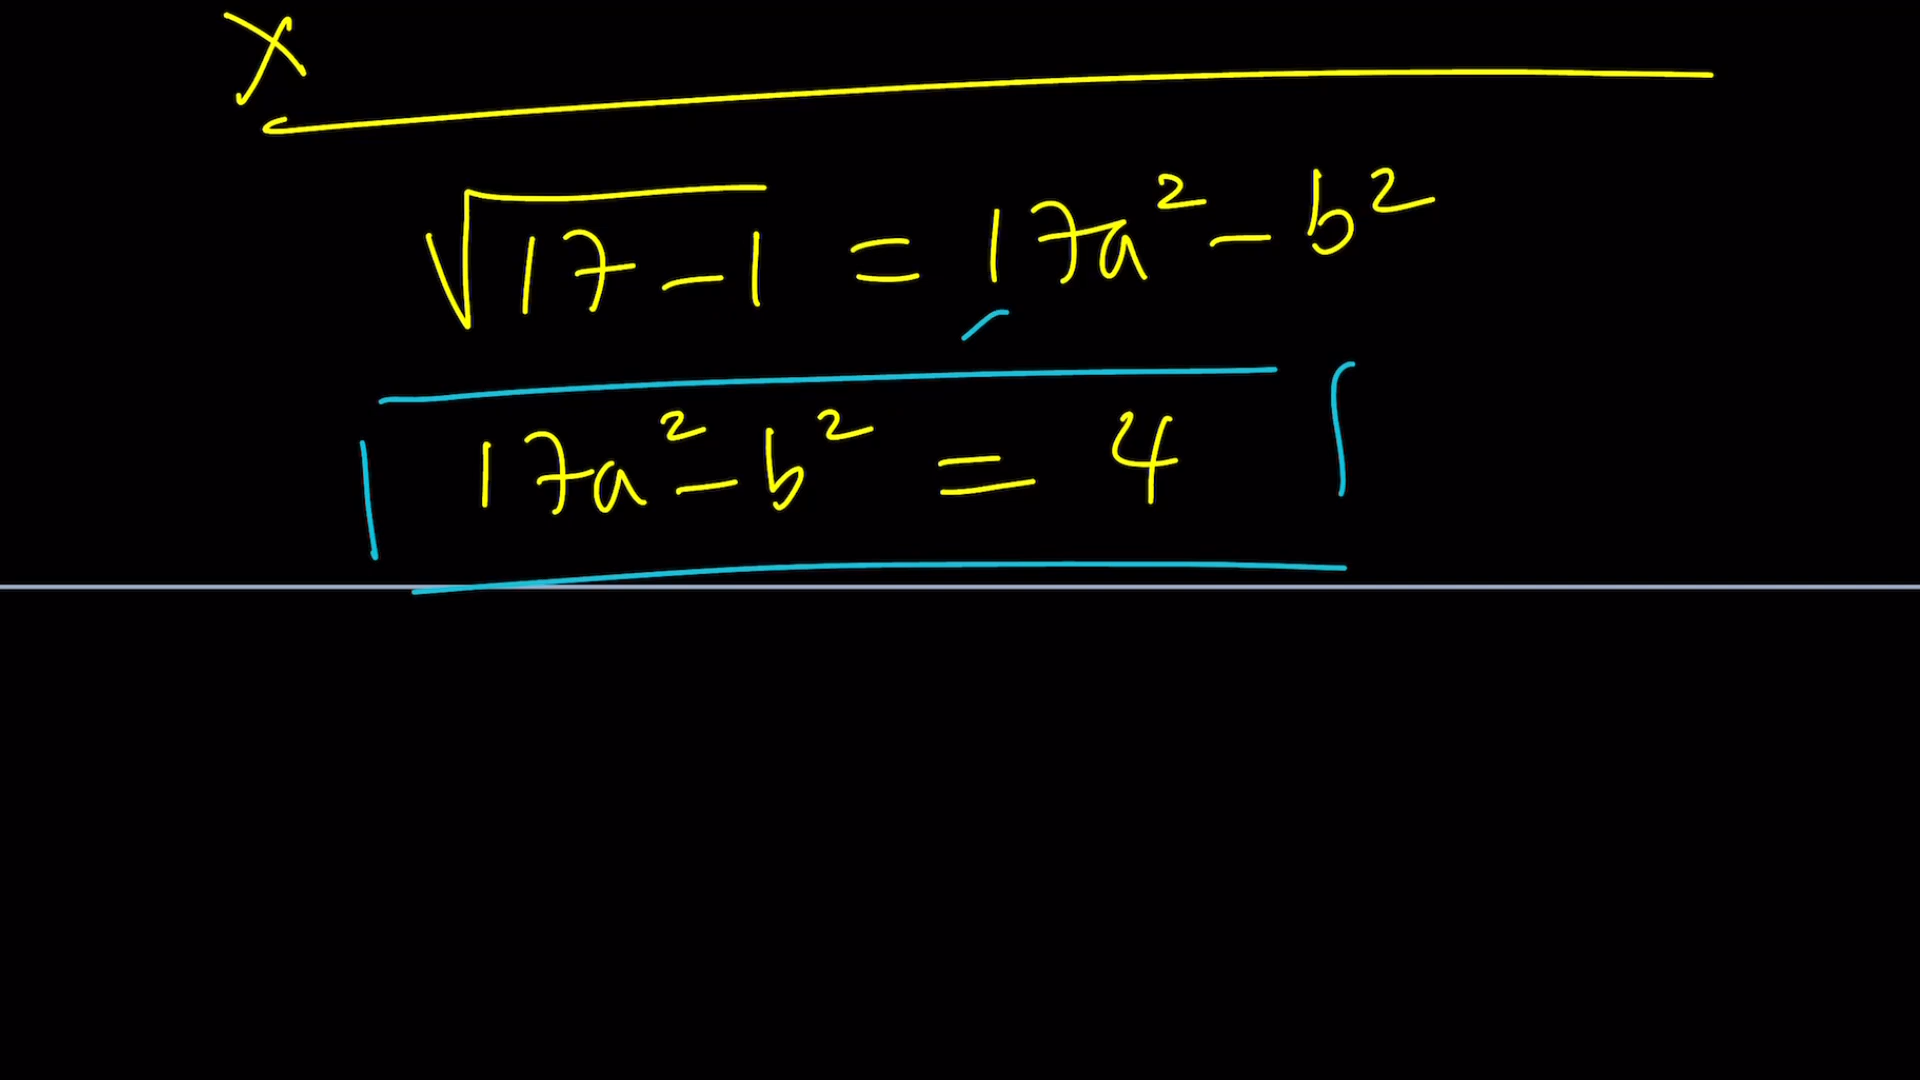 ×
√17-1 = 17a²-b²
17a²-b² = 4